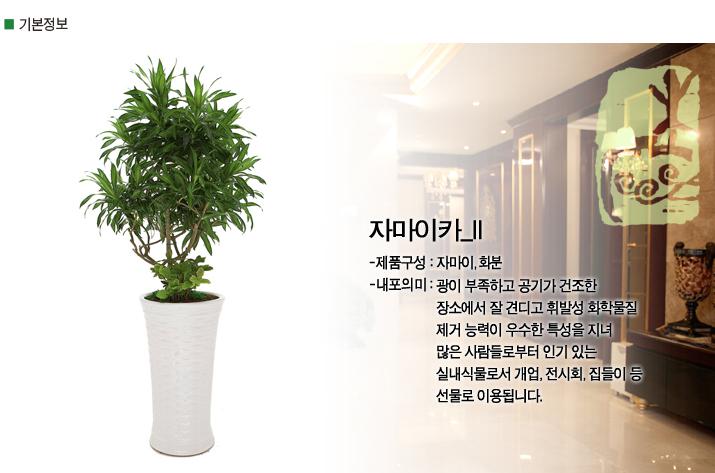 ■ 기본정보
자마이카_II
-제품구성 : 자마이, 화분
-내포의미 : 광이 부족하고 공기가 건조한
장소에서 잘 견디고 휘발성 화학물질
제거 능력이 우수한 특성을 지녀
많은 사람들로부터 인기 있는
실내식물로서 개업, 전시회, 집들이 등
선물로 이용됩니다.